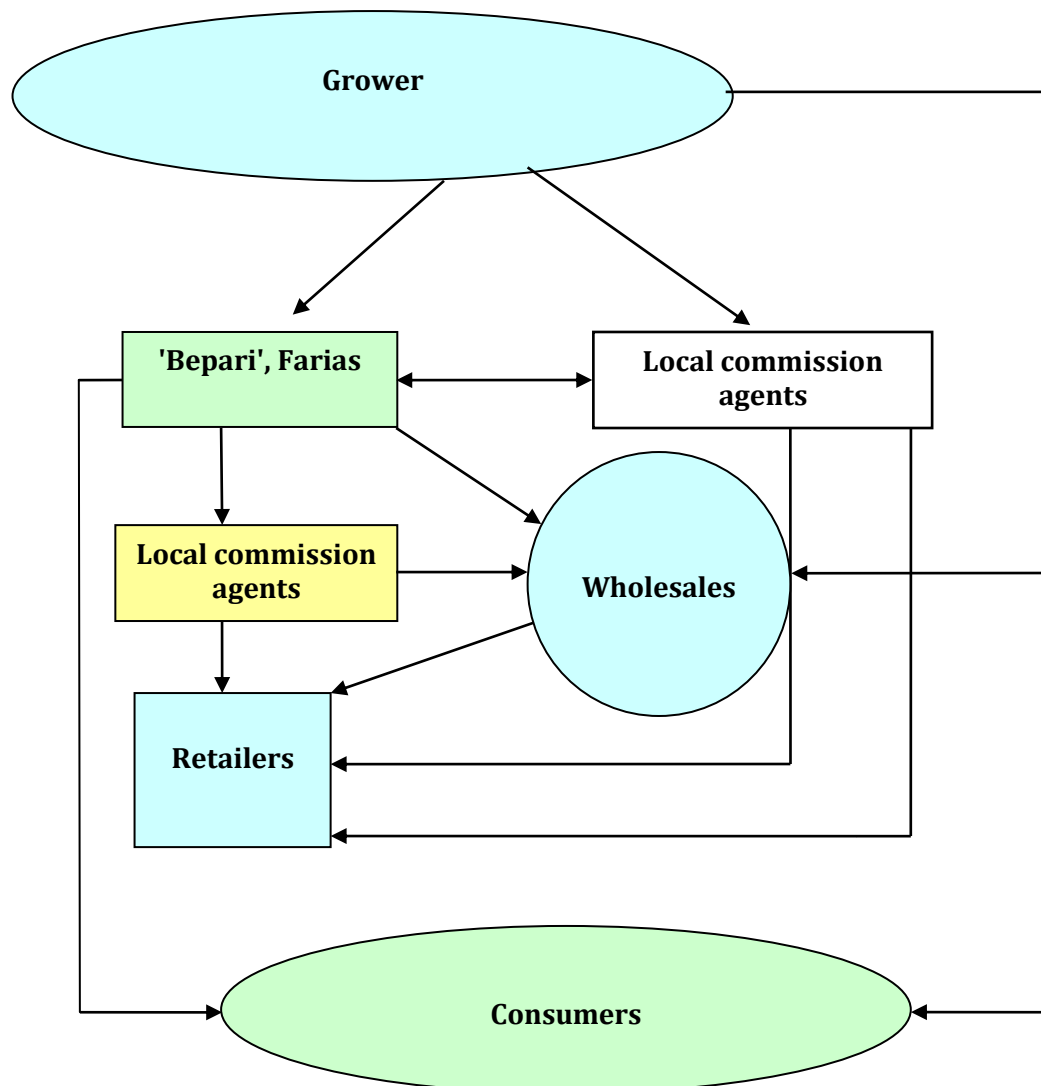 Grower
'Bepari', Farias
Local commission
agents
Local commission
agents
Wholesales
Retailers
Consumers